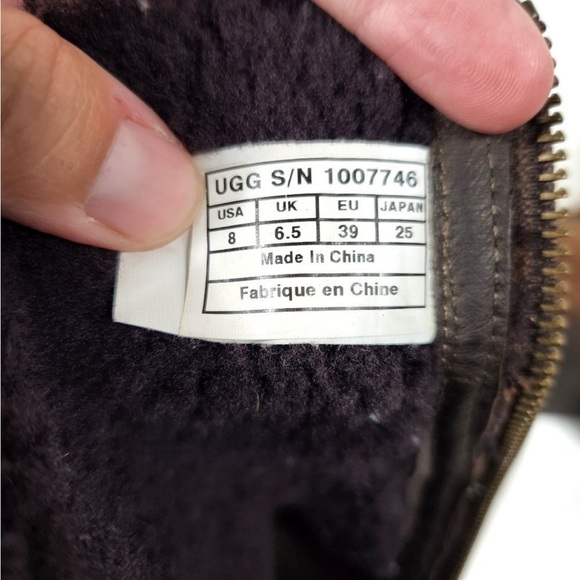 UGG S/N 1007746
USA UK EU JAPAN
8 6.5 39 25
Made In China
Fabrique en Chine